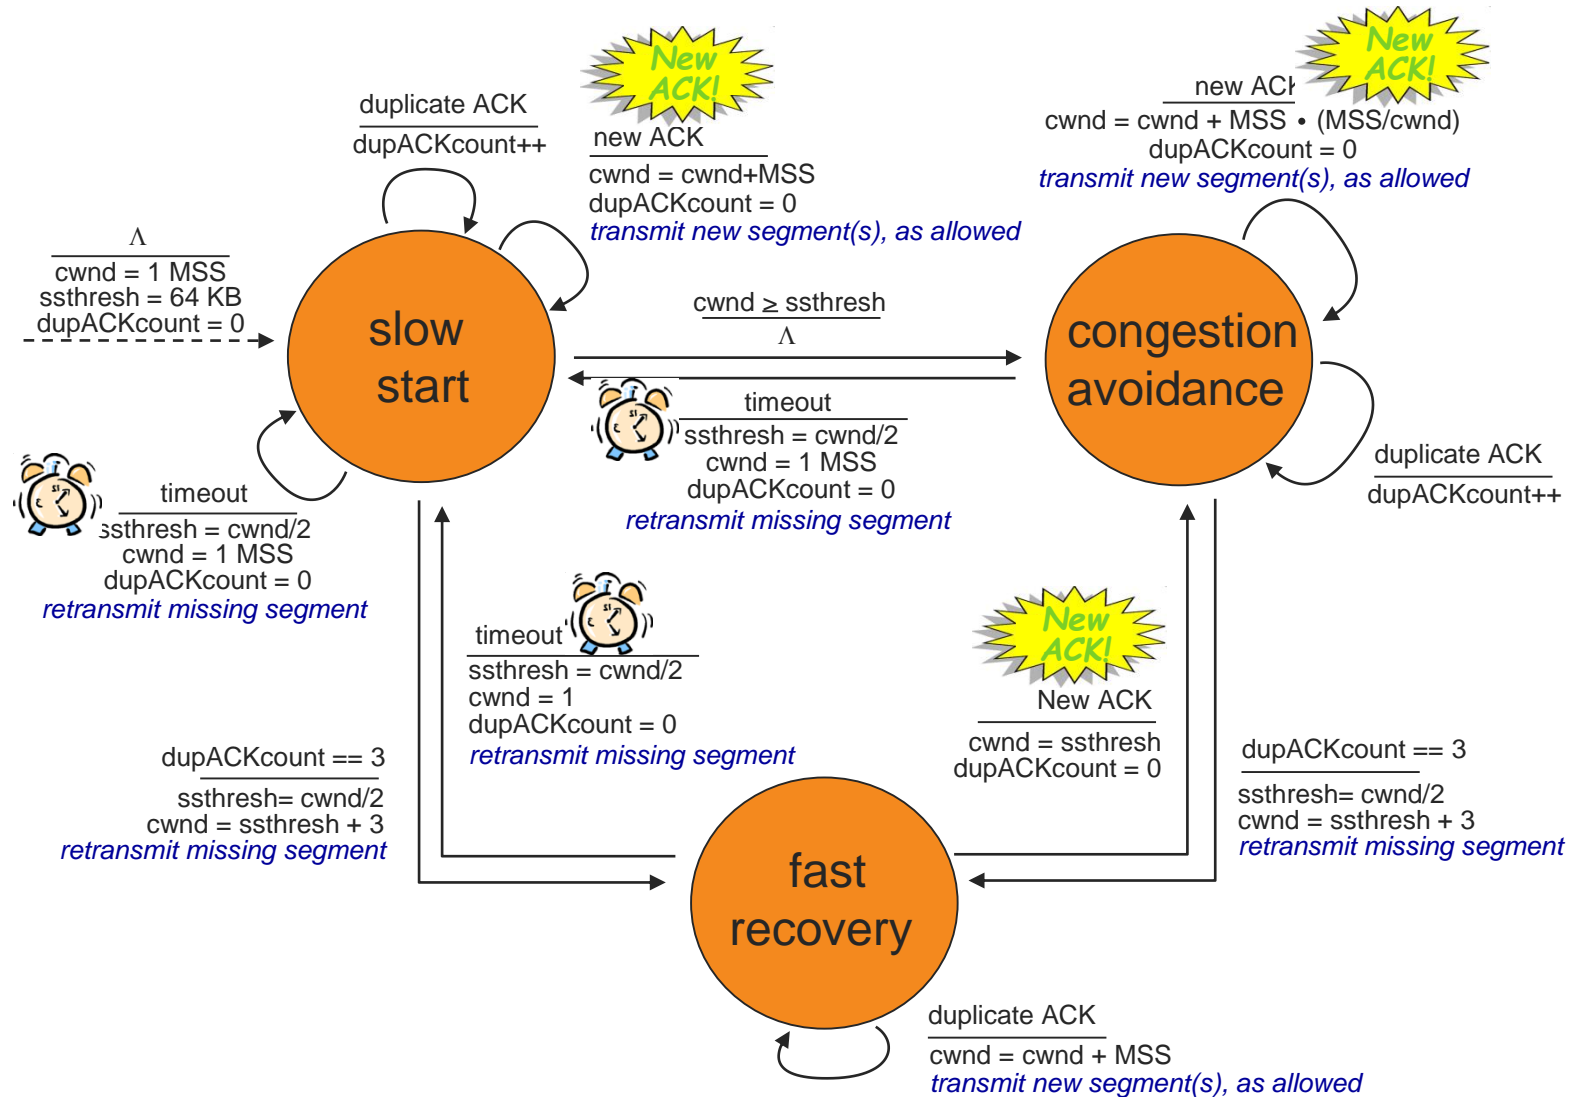 New
ACK!
duplicate ACK
dupACKcount++
new ACK
cwnd = cwnd+MSS
dupACKcount = 0
transmit new segment(s), as allowed
New
ACK!
new ACK
cwnd = cwnd + MSS • (MSS/cwnd)
dupACKcount = 0
transmit new segment(s), as allowed
Λ
cwnd = 1 MSS
ssthresh = 64 KB
dupACKcount = 0
slow
start
cwnd ≥ ssthresh
Λ
congestion
avoidance
timeout
ssthresh = cwnd/2
cwnd = 1 MSS
dupACKcount = 0
retransmit missing segment
duplicate ACK
dupACKcount++
timeout
ssthresh = cwnd/2
cwnd = 1 MSS
dupACKcount = 0
retransmit missing segment
timeout
ssthresh = cwnd/2
cwnd = 1
dupACKcount = 0
retransmit missing segment
New
ACK!
New ACK
cwnd = ssthresh
dupACKcount = 0
dupACKcount == 3
ssthresh= cwnd/2
cwnd = ssthresh + 3
retransmit missing segment
dupACKcount == 3
ssthresh= cwnd/2
cwnd = ssthresh + 3
retransmit missing segment
fast
recovery
duplicate ACK
cwnd = cwnd + MSS
transmit new segment(s), as allowed